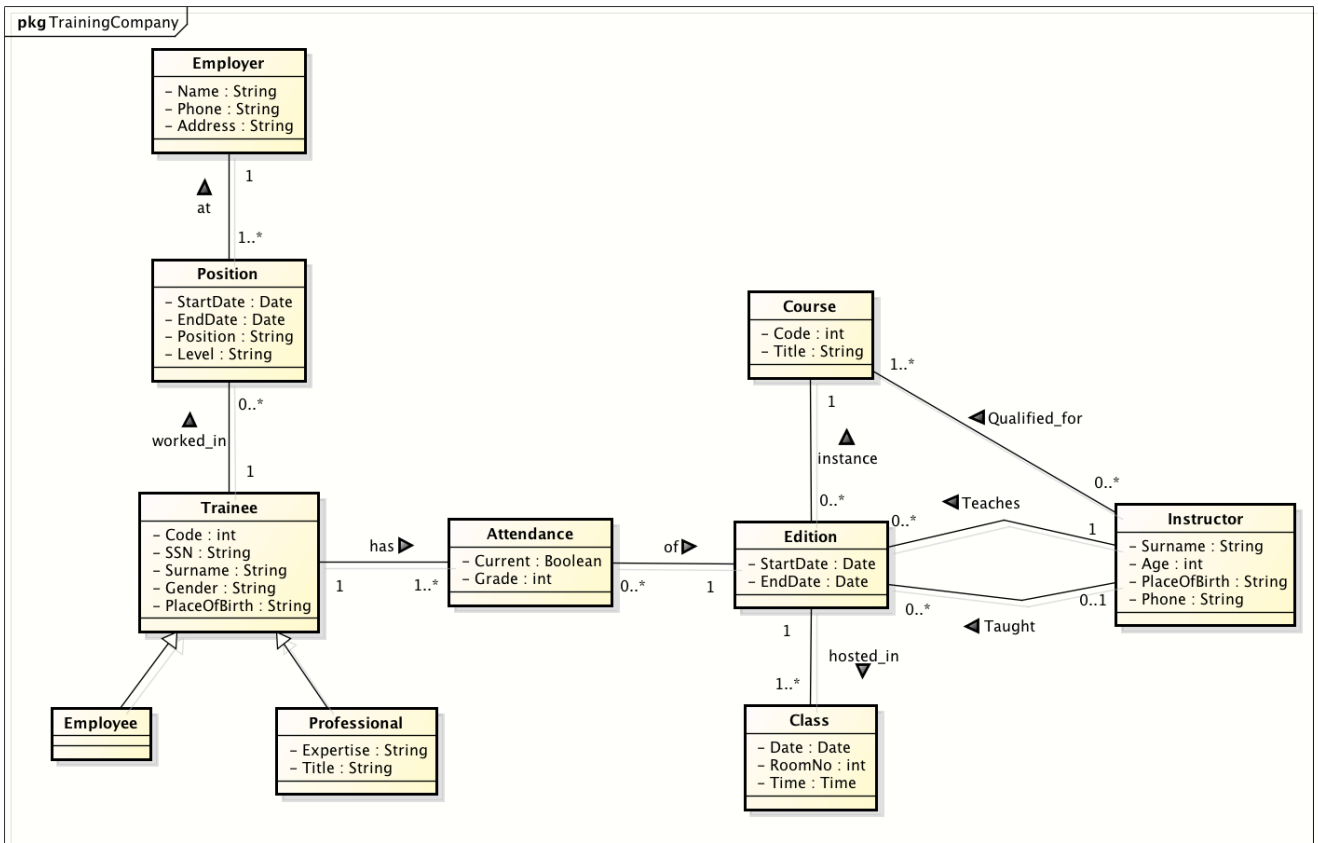 pkg TrainingCompany
Employer
– Name : String
– Phone : String
– Address : String
1
at
1..*
Position
– StartDate : Date
– EndDate : Date
– Position : String
– Level : String
0..*
worked_in
1
Trainee
– Code : int
– SSN : String
– Surname : String
– Gender : String
– PlaceOfBirth : String
has
1
1..*
Attendance
– Current : Boolean
– Grade : int
of
0..*
1
Employee
Professional
– Expertise : String
– Title : String
Course
– Code : int
– Title : String
1..*
1
Qualified_for
instance
0..*
0..*
Teaches
0..*
1
Edition
– StartDate : Date
– EndDate : Date
Instructor
– Surname : String
– Age : int
– PlaceOfBirth : String
– Phone : String
0..*
0..1
Taught
1
hosted_in
1..*
Class
– Date : Date
– RoomNo : int
– Time : Time